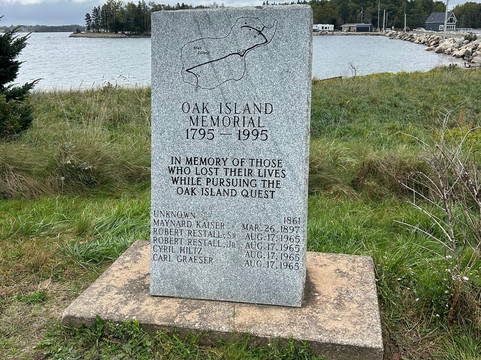 OAK ISLAND
MEMORIAL
1795 — 1995
IN MEMORY OF THOSE
WHO LOST THEIR LIVES
WHILE PURSUING THE
OAK ISLAND QUEST
UNKNOWN 1861
MAYNARD KAISER MAR. 26, 1897
ROBERT RESTALL, SR. AUG. 17, 1965
ROBERT RESTALL, JR. AUG. 17, 1965
CYRIL HILTZ AUG. 17, 1965
CARL GRAESER AUG. 17, 1965